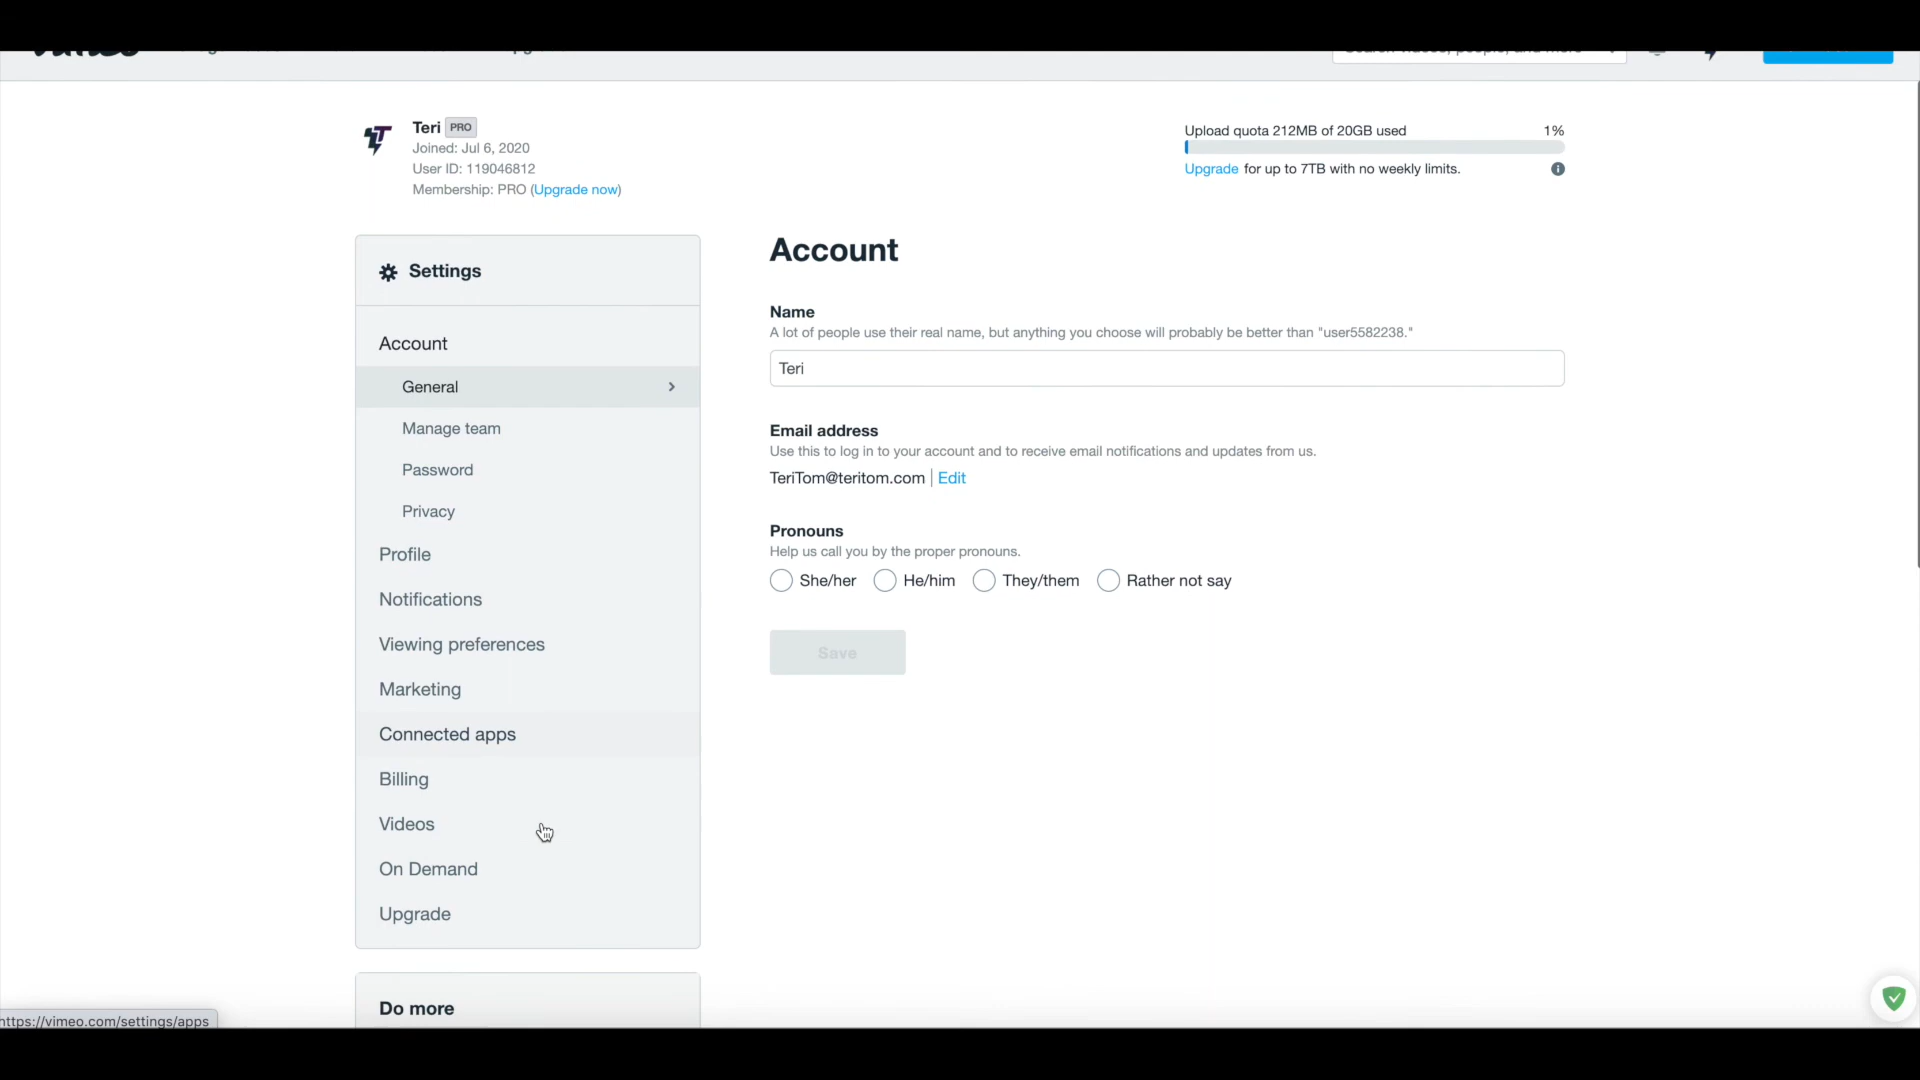 Teri PRO
Joined: Jul 6, 2020
User ID: 119046812
Membership: PRO (Upgrade now)
Upload quota 212MB of 20GB used 1%
Upgrade for up to 7TB with no weekly limits.
Settings
Account
General
Manage team
Password
Privacy
Profile
Notifications
Viewing preferences
Marketing
Connected apps
Billing
Videos
On Demand
Upgrade
Do more
Account
Name
A lot of people use their real name, but anything you choose will probably be better than "user5582238."
Teri
Email address
Use this to log in to your account and to receive email notifications and updates from us.
TeriTom@teritom.com | Edit
Pronouns
Help us call you by the proper pronouns.
She/her He/him They/them Rather not say
Save
https://vimeo.com/settings/apps